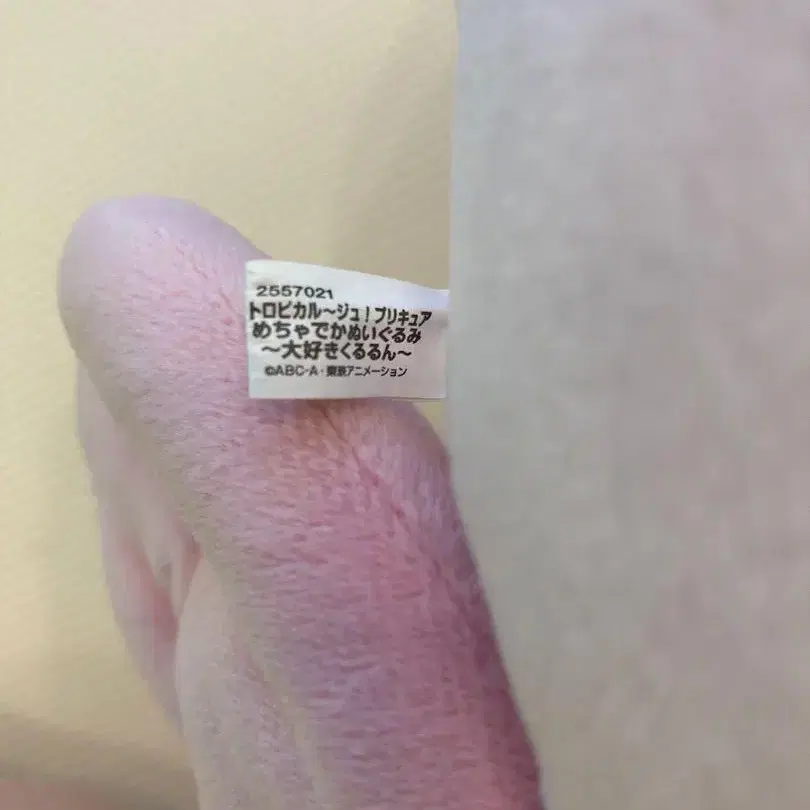 2557021
トロピカル〜ジュ!プリキュア
めちゃでかぬいぐるみ
〜大好きくるるん〜
©ABC-A・東映アニメーション